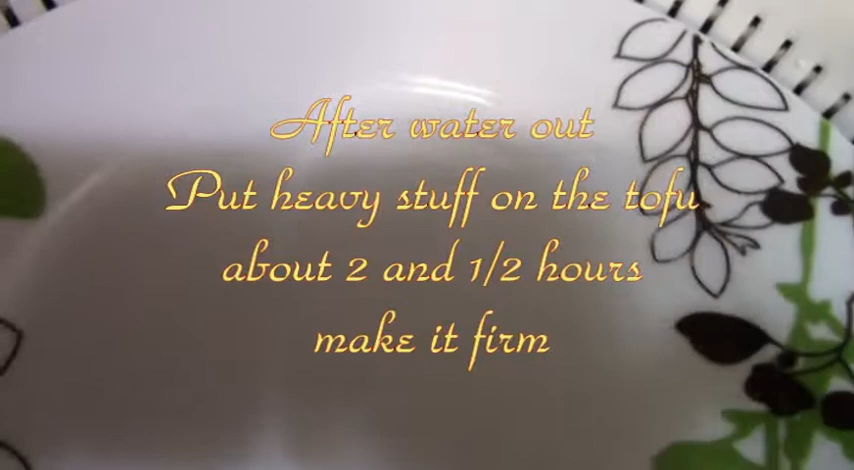 After water out
Put heavy stuff on the tofu
about 2 and 1/2 hours
make it firm